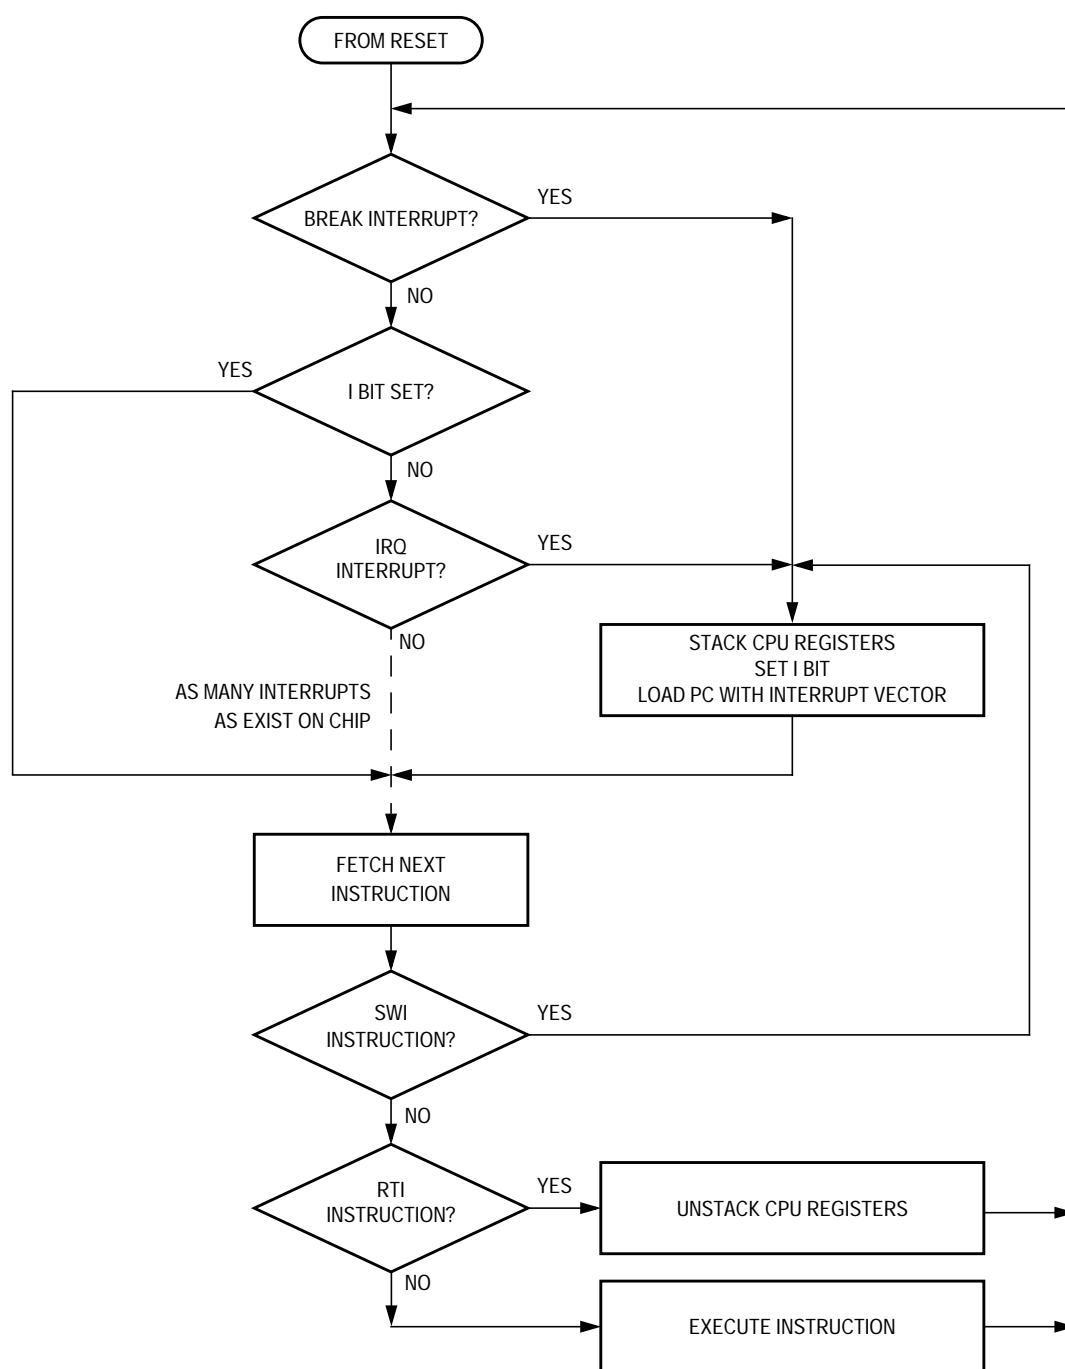 FROM RESET
BREAK INTERRUPT?
YES
NO
YES
I BIT SET?
NO
IRQ
INTERRUPT?
YES
NO
STACK CPU REGISTERS
SET I BIT
LOAD PC WITH INTERRUPT VECTOR
AS MANY INTERRUPTS
AS EXIST ON CHIP
FETCH NEXT
INSTRUCTION
SWI
INSTRUCTION?
YES
NO
RTI
INSTRUCTION?
YES
UNSTACK CPU REGISTERS
NO
EXECUTE INSTRUCTION